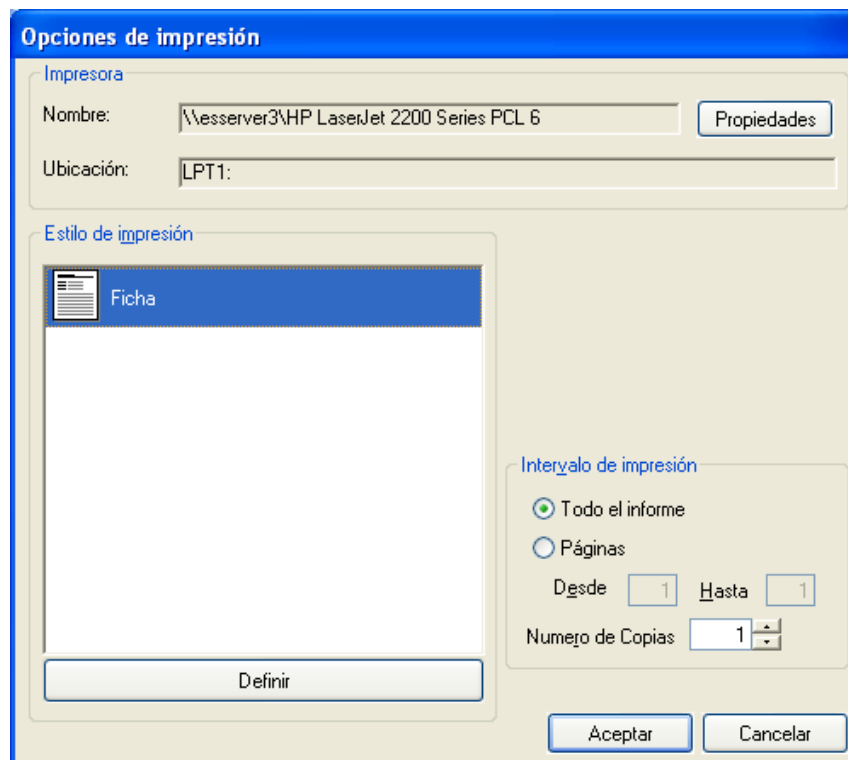 Opciones de impresión
Impresora
Nombre: \\esserver3\HP LaserJet 2200 Series PCL 6 Propiedades
Ubicación: LPT1:
Estilo de impresión
Ficha
Intervalo de impresión
Todo el informe
Páginas
Desde 1 Hasta 1
Numero de Copias 1
Definir
Aceptar Cancelar